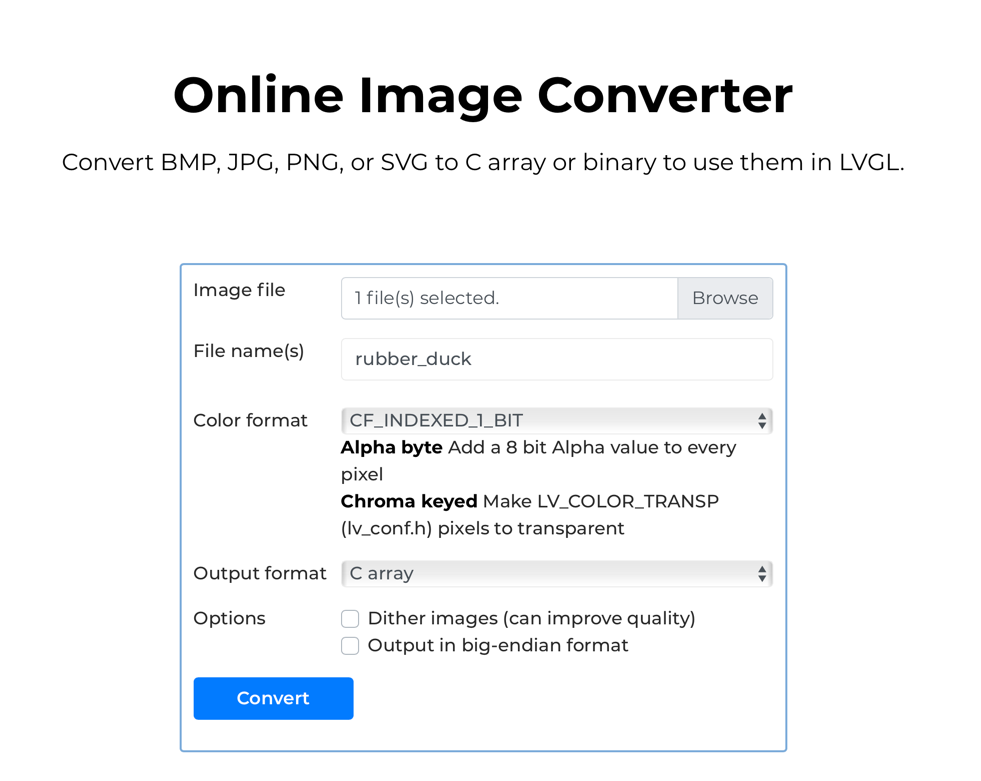 Online Image Converter
Convert BMP, JPG, PNG, or SVG to C array or binary to use them in LVGL.
Image file
1 file(s) selected.
Browse
File name(s)
rubber_duck
Color format
CF_INDEXED_1_BIT
Alpha byte Add a 8 bit Alpha value to every
pixel
Chroma keyed Make LV_COLOR_TRANSP
(lv_conf.h) pixels to transparent
Output format
C array
Options
Dither images (can improve quality)
Output in big-endian format
Convert